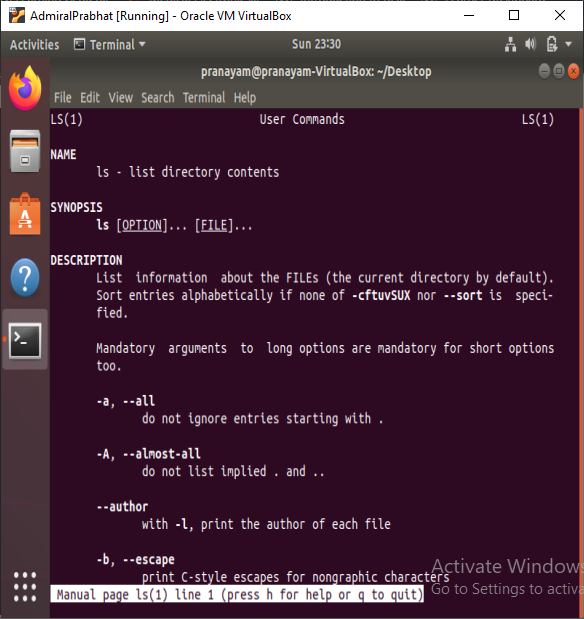 AdmiralPrabhat [Running] - Oracle VM VirtualBox
Activities Terminal Sun 23:30
pranayam@pranayam-VirtualBox: ~/Desktop
File Edit View Search Terminal Help
LS(1) User Commands LS(1)
NAME
ls - list directory contents
SYNOPSIS
ls [OPTION]... [FILE]...
DESCRIPTION
List information about the FILEs (the current directory by default).
Sort entries alphabetically if none of -cftuvSUX nor --sort is speci-
fied.
Mandatory arguments to long options are mandatory for short options
too.
-a, --all
do not ignore entries starting with .
-A, --almost-all
do not list implied . and ..
--author
with -l, print the author of each file
-b, --escape
print C-style escapes for nongraphic characters
Manual page ls(1) line 1 (press h for help or q to quit)
Activate Windows
Go to Settings to activa